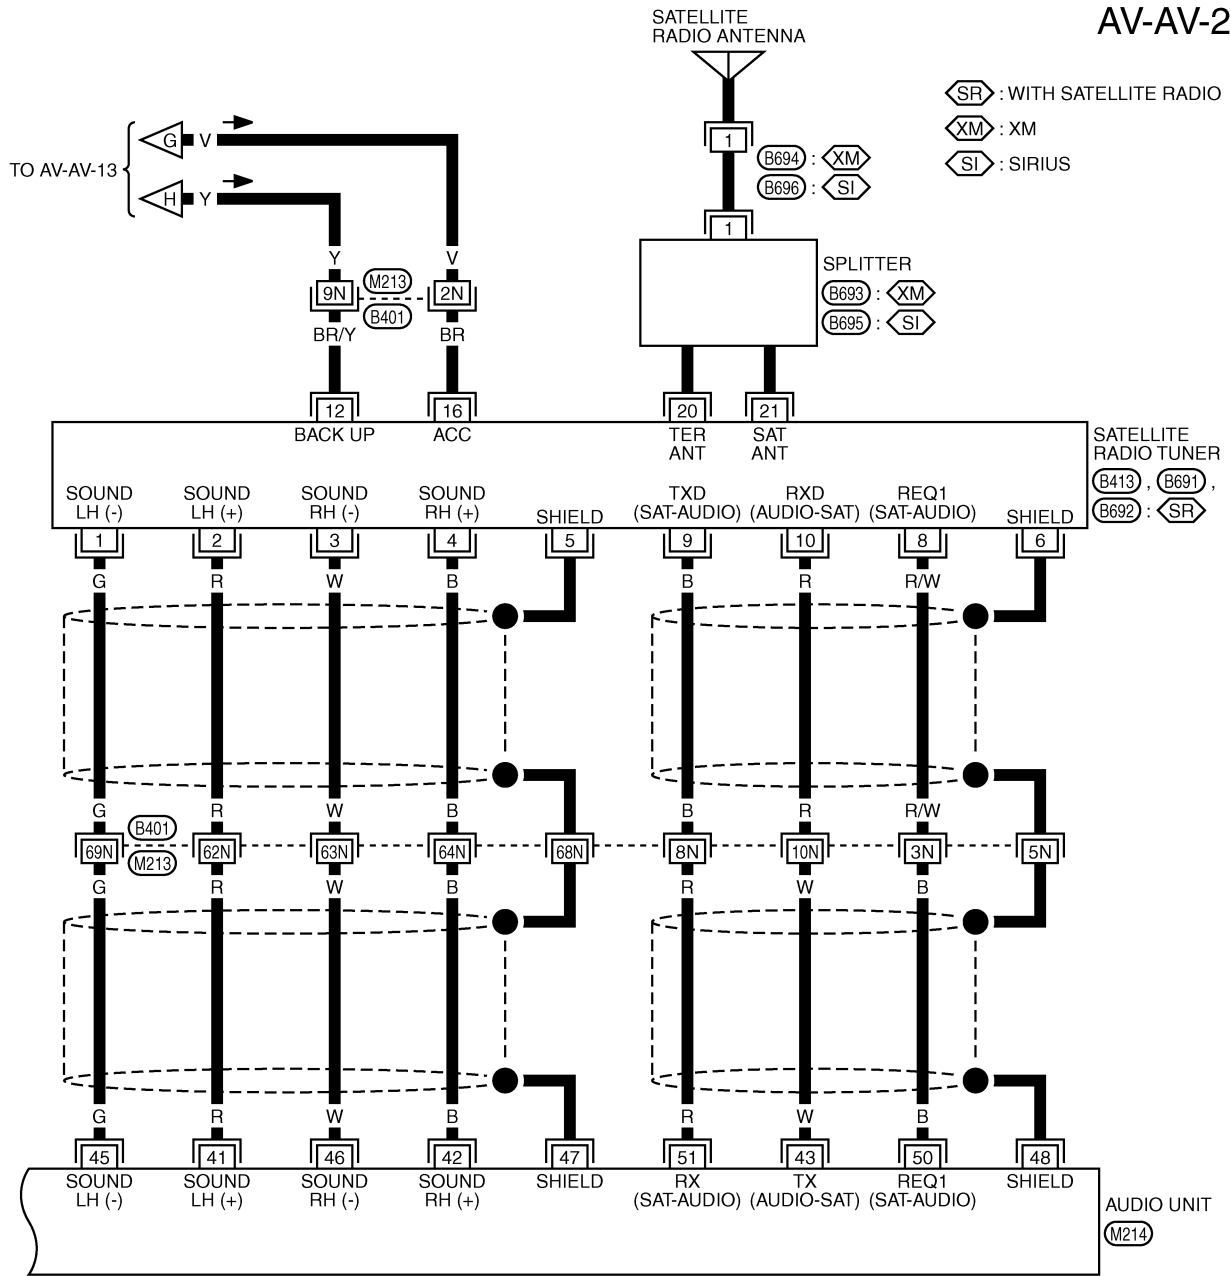 AV-AV-2
SATELLITE
RADIO ANTENNA
SR : WITH SATELLITE RADIO
XM : XM
SI : SIRIUS
1
B694 : XM
B696 : SI
1
TO AV-AV-13
G V
H Y
Y V
9N M213 2N
B401
BR/Y BR
SPLITTER
B693 : XM
B695 : SI
12 16 20 21
BACK UP ACC TER SAT
ANT ANT
SATELLITE
RADIO TUNER
B413 , B691 ,
B692 : SR
SOUND SOUND SOUND SOUND TXD RXD REQ1
LH (-) LH (+) RH (-) RH (+) SHIELD (SAT-AUDIO) (AUDIO-SAT) (SAT-AUDIO) SHIELD
1 2 3 4 5 9 10 8 6
G R W B B R R/W
G R W B B R R/W
B401
69N 62N 63N 64N 68N 8N 10N 3N 5N
M213
G R W B R W B
G R W B R W B
45 41 46 42 47 51 43 50 48
SOUND SOUND SOUND SOUND SHIELD RX TX REQ1 SHIELD
LH (-) LH (+) RH (-) RH (+) (SAT-AUDIO) (AUDIO-SAT) (SAT-AUDIO)
AUDIO UNIT
M214